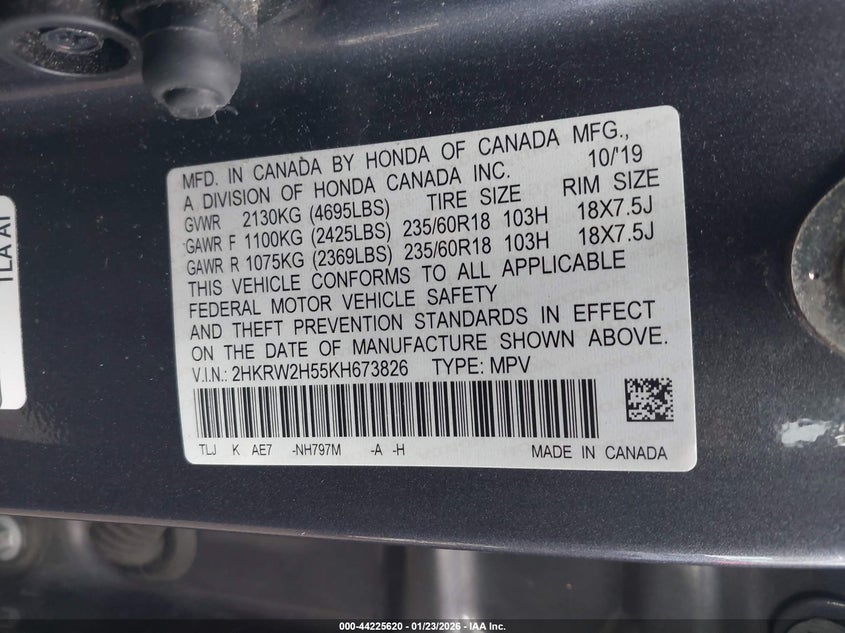 MFD. IN CANADA BY HONDA OF CANADA MFG.,
A DIVISION OF HONDA CANADA INC. 10/'19
GVWR 2130KG (4695LBS) TIRE SIZE RIM SIZE
GAWR F 1100KG (2425LBS) 235/60R18 103H 18X7.5J
GAWR R 1075KG (2369LBS) 235/60R18 103H 18X7.5J
THIS VEHICLE CONFORMS TO ALL APPLICABLE
FEDERAL MOTOR VEHICLE SAFETY
AND THEFT PREVENTION STANDARDS IN EFFECT
ON THE DATE OF MANUFACTURE SHOWN ABOVE.
V.I.N.: 2HKRW2H55KH673826 TYPE: MPV
TLJ K AE7 -NH797M -A -H MADE IN CANADA
TLA A1
000-44225620 - 01/23/2026 - IAA Inc.